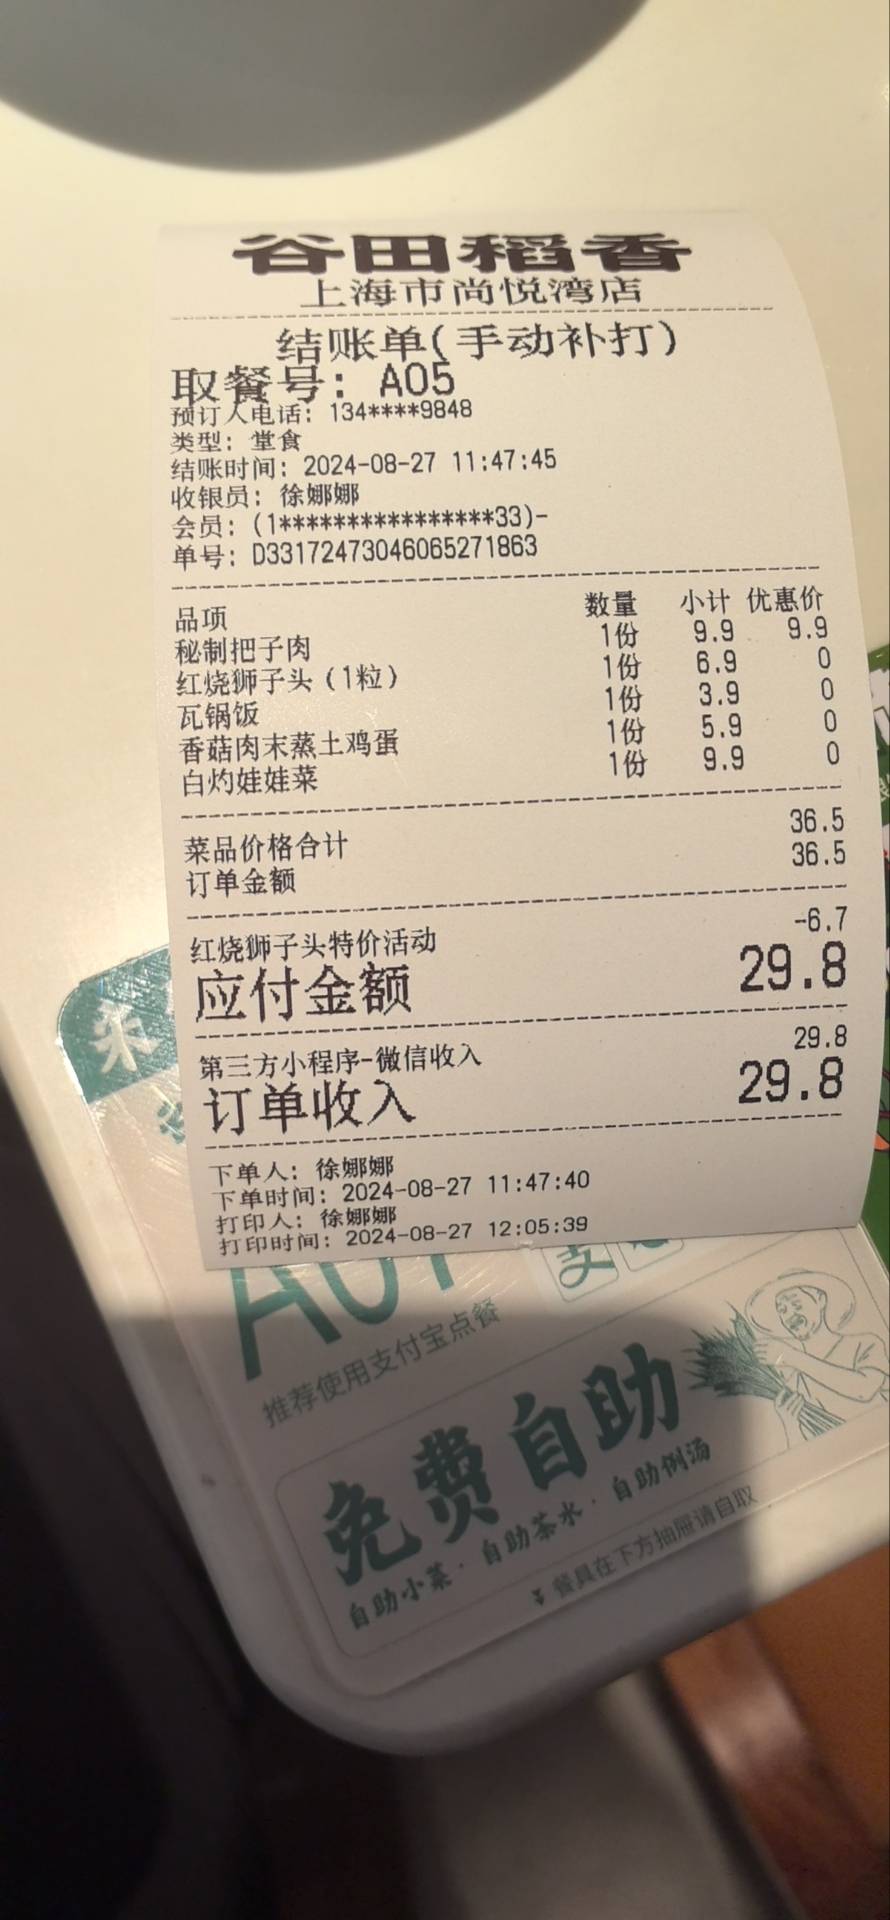 谷田稻香
上海市尚悦湾店
结账单(手动补打)
取餐号: A05
预订人电话: 134****9848
类型: 堂食
结账时间: 2024-08-27 11:47:45
收银员: 徐娜娜
会员: (1****************33)-
单号: D33172473046065271863
品项 数量 小计 优惠价
秘制把子肉 1份 9.9 9.9
红烧狮子头(1粒) 1份 6.9 0
瓦锅饭 1份 3.9 0
香菇肉末蒸土鸡蛋 1份 5.9 0
白灼娃娃菜 1份 9.9 0
菜品价格合计 36.5
订单金额 36.5
红烧狮子头特价活动 -6.7
应付金额 29.8
第三方小程序-微信收入 29.8
订单收入 29.8
下单人: 徐娜娜
下单时间: 2024-08-27 11:47:40
打印人: 徐娜娜
打印时间: 2024-08-27 12:05:39
推荐使用支付宝点餐
免费自助
自助小菜·自助茶水·自助例汤
餐具在下方抽屉请自取